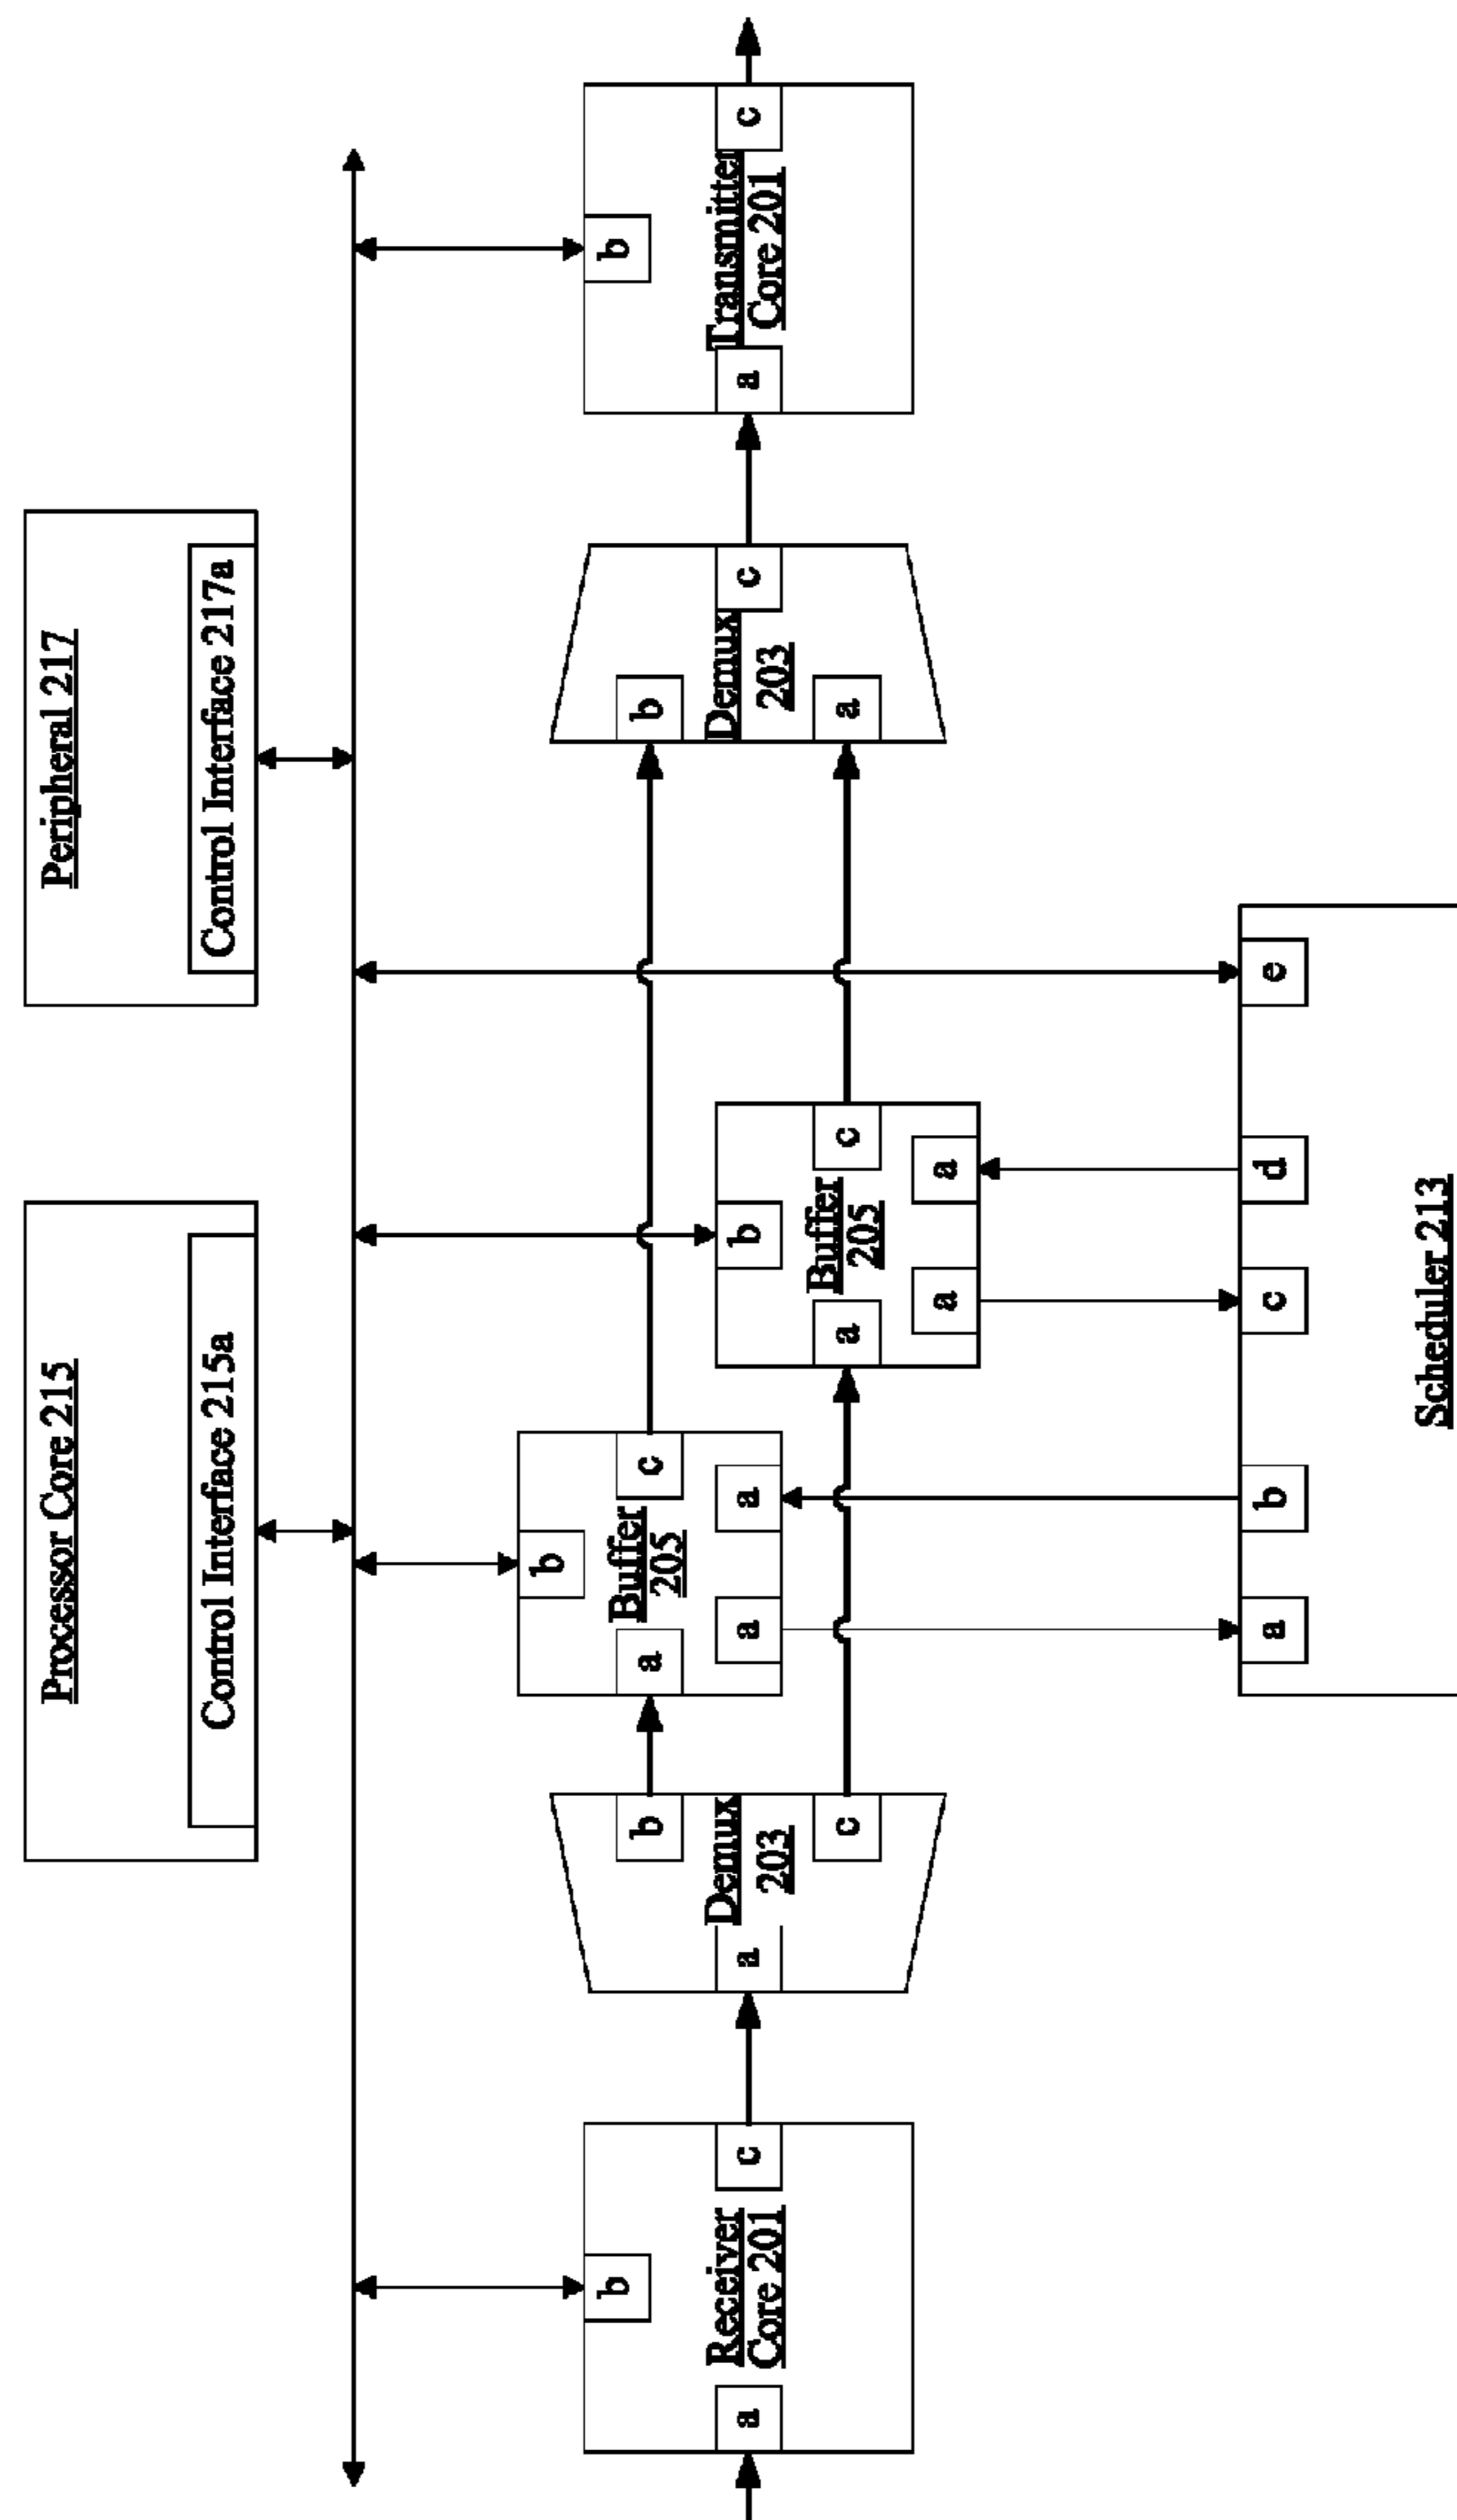 Processor Core 215
Control Interface 215a
Peripheral 217
Control Interface 217a
a
b
Receiver
Core 201
c
a
b
Demux
203
c
b
a
Buffer
205
c
a
a
b
a
Buffer
205
c
a
a
b
Demux
203
a
c
b
a
Transmitter
Core 201
c
a
b
c
d
e
Scheduler 213